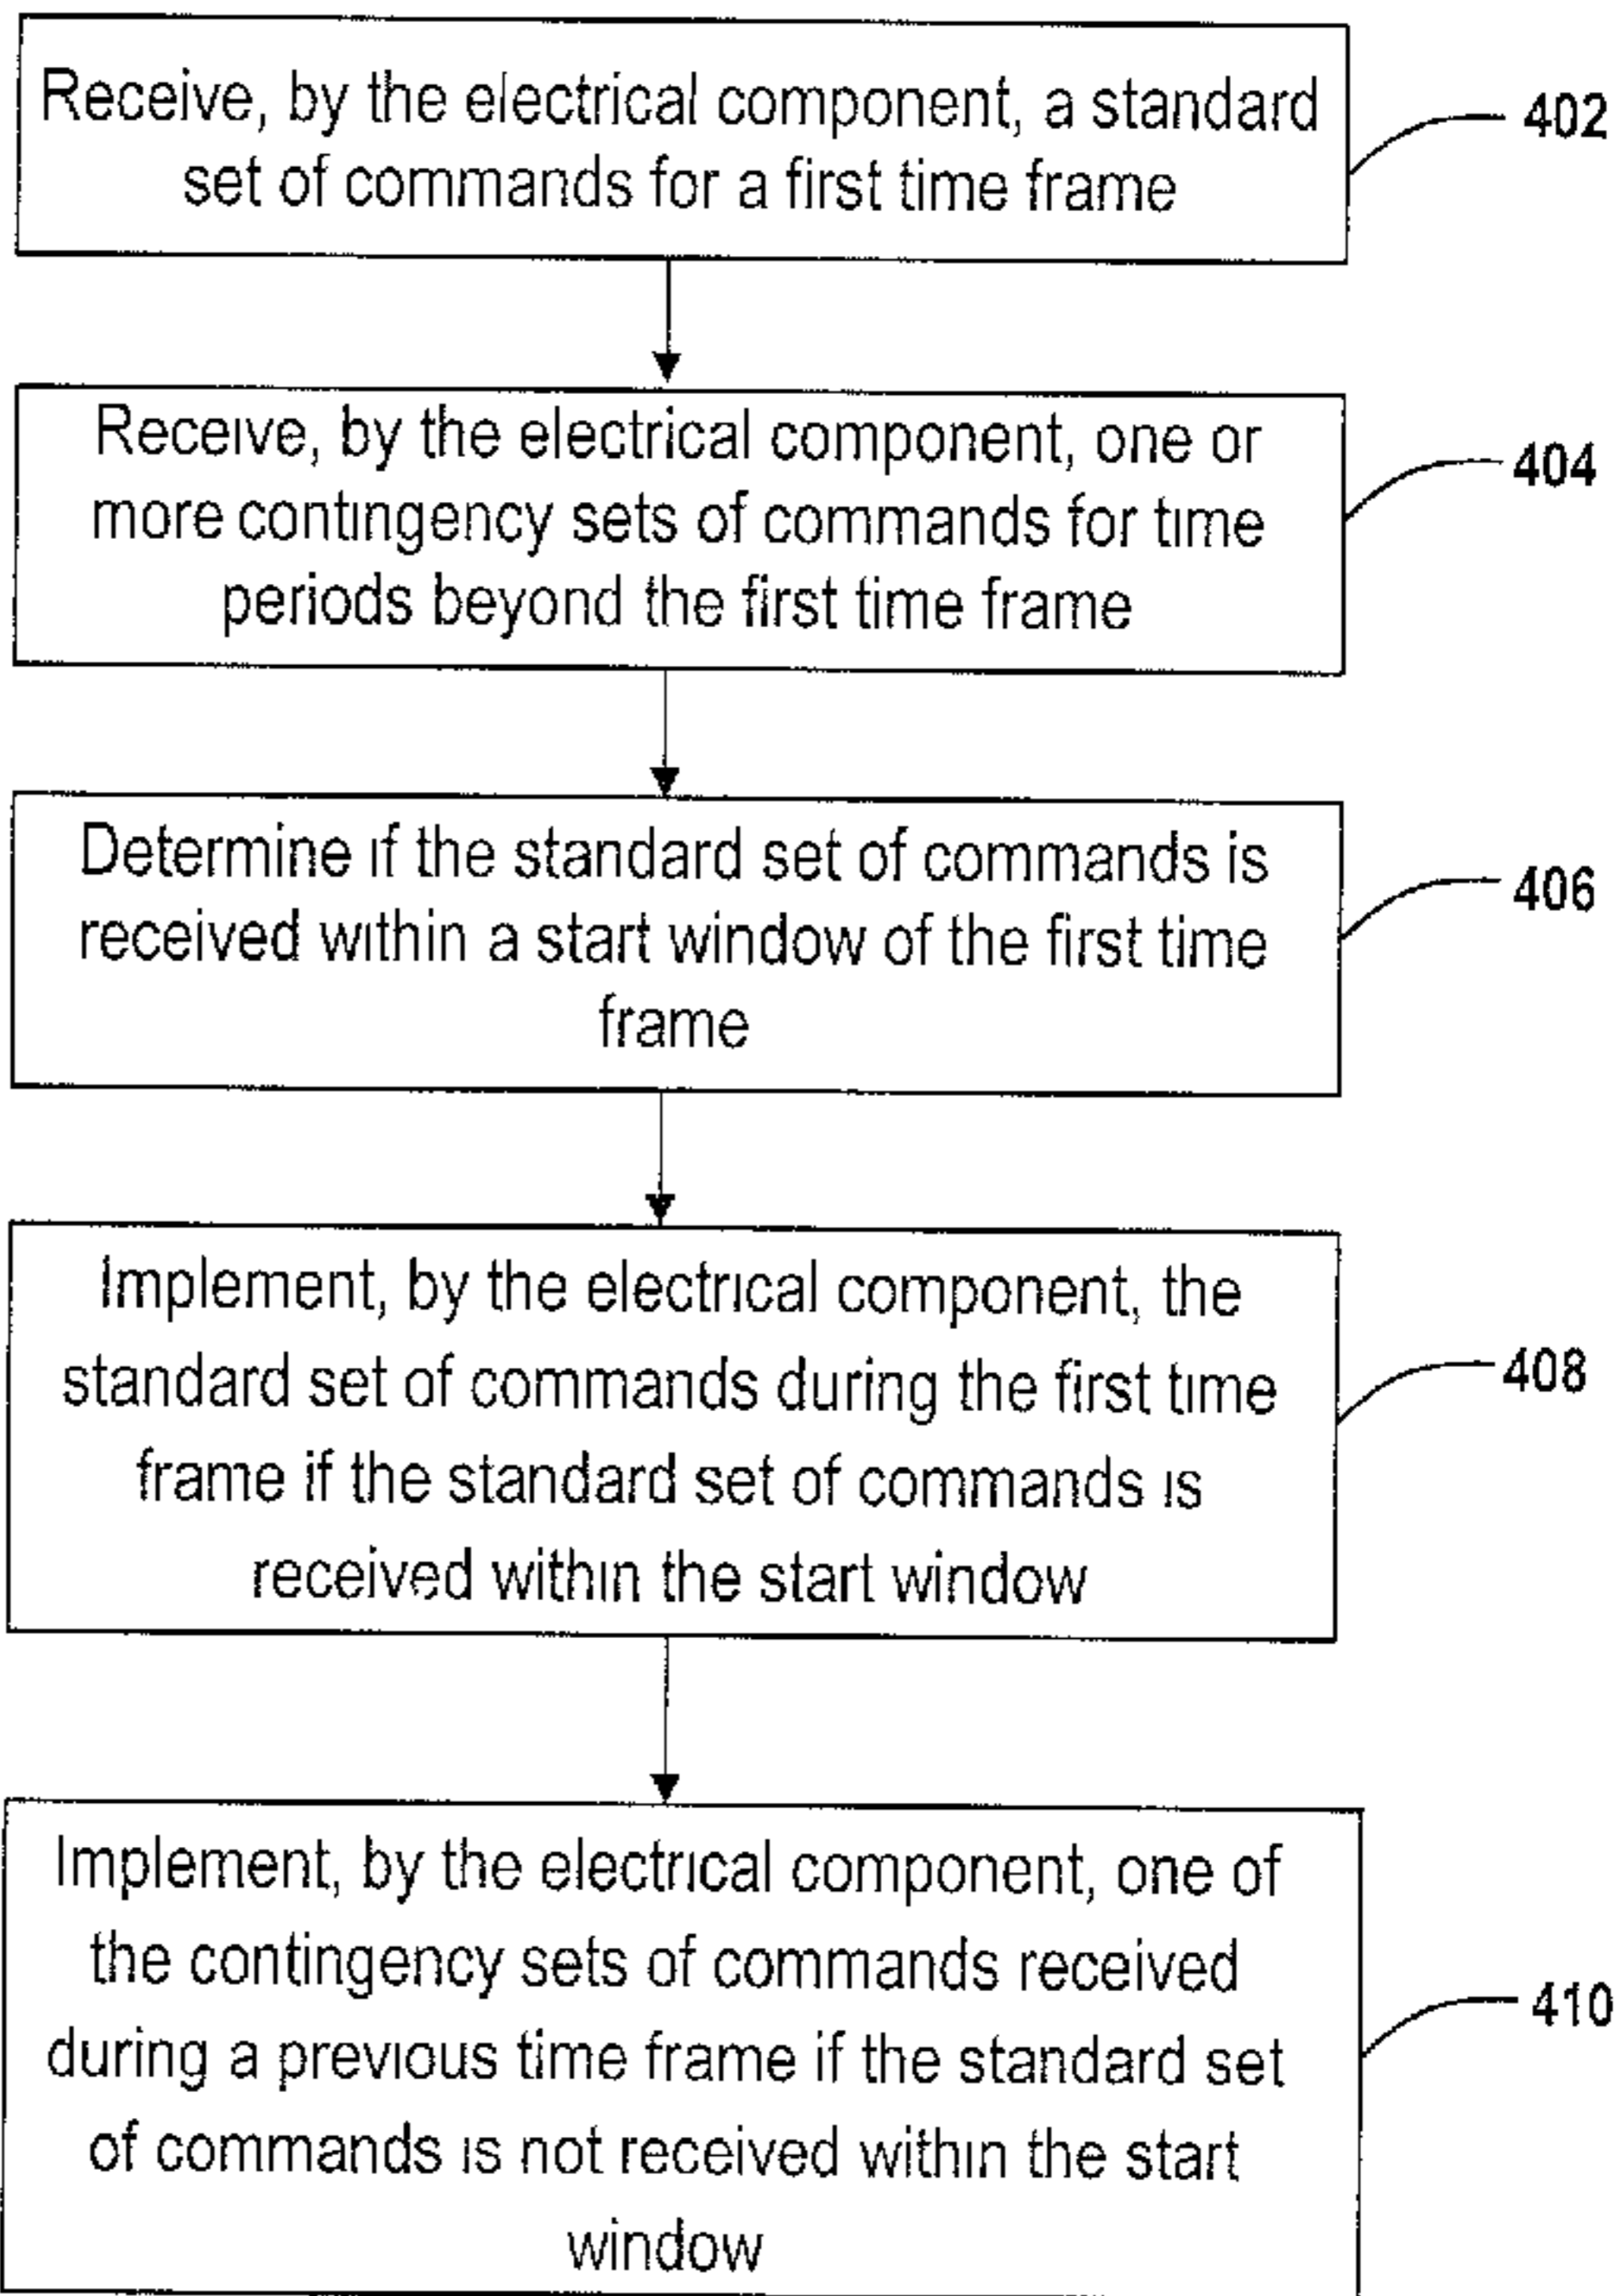 Receive, by the electrical component, a standard
set of commands for a first time frame
402
Receive, by the electrical component, one or
more contingency sets of commands for time
periods beyond the first time frame
404
Determine if the standard set of commands is
received within a start window of the first time
frame
406
Implement, by the electrical component, the
standard set of commands during the first time
frame if the standard set of commands is
received within the start window
408
Implement, by the electrical component, one of
the contingency sets of commands received
during a previous time frame if the standard set
of commands is not received within the start
window
410